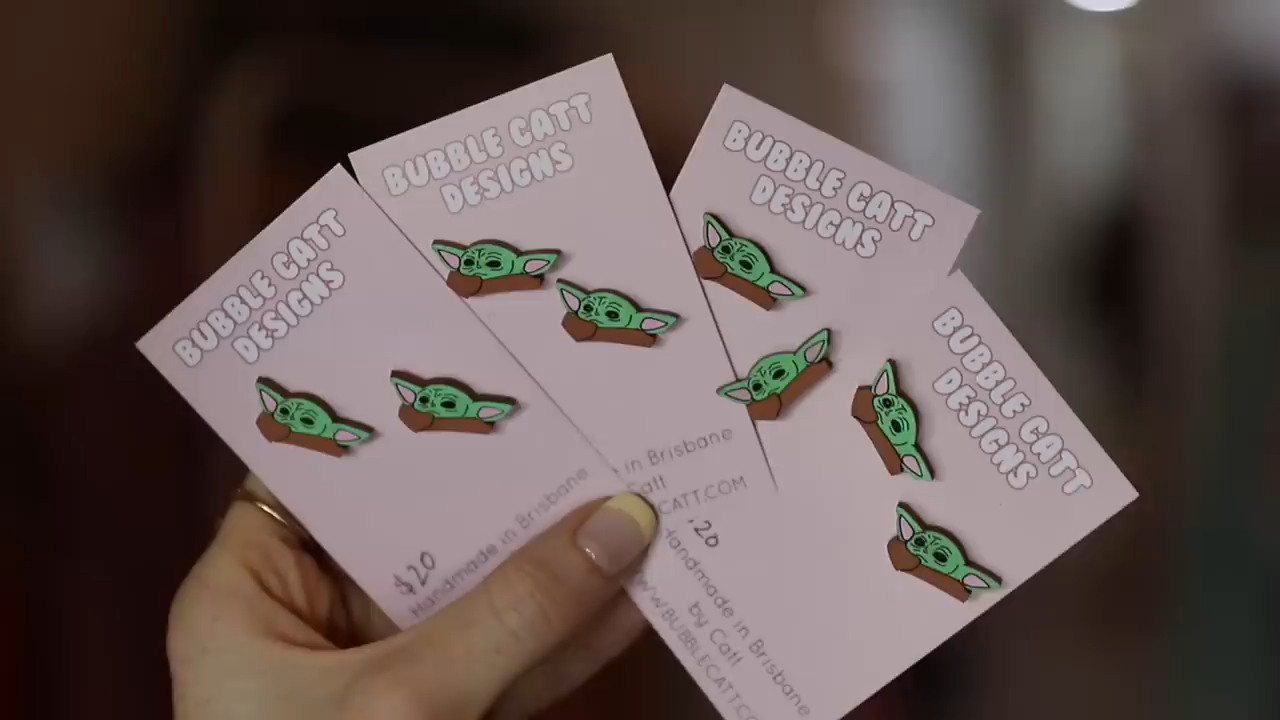 BUBBLE CATT
DESIGNS
$20
Handmade in Brisbane
BUBBLE CATT
DESIGNS
in Brisbane
Catt
CATT.COM
BUBBLE CATT
DESIGNS
BUBBLE CATT
DESIGNS
.20
Handmade in Brisbane
by Catt
WWW.BUBBLECATT.CO